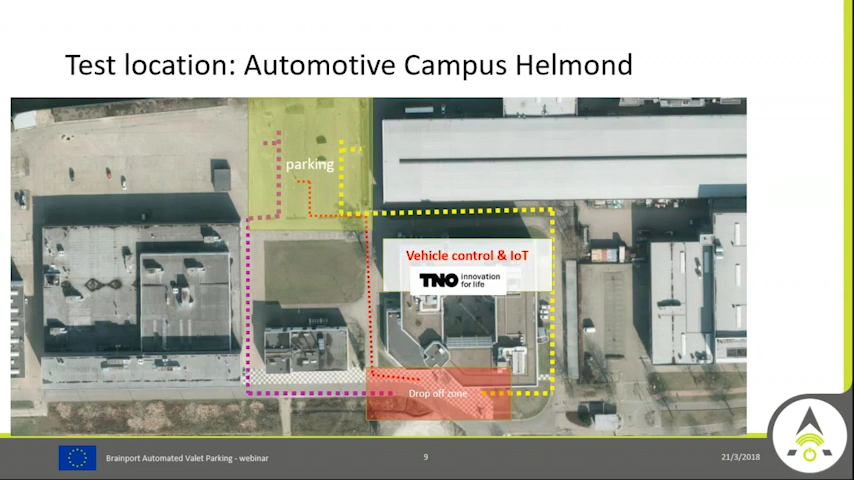 Test location: Automotive Campus Helmond
parking
Vehicle control & IoT
TNO innovation
for life
Drop off zone
Brainport Automated Valet Parking - webinar
9
21/3/2018